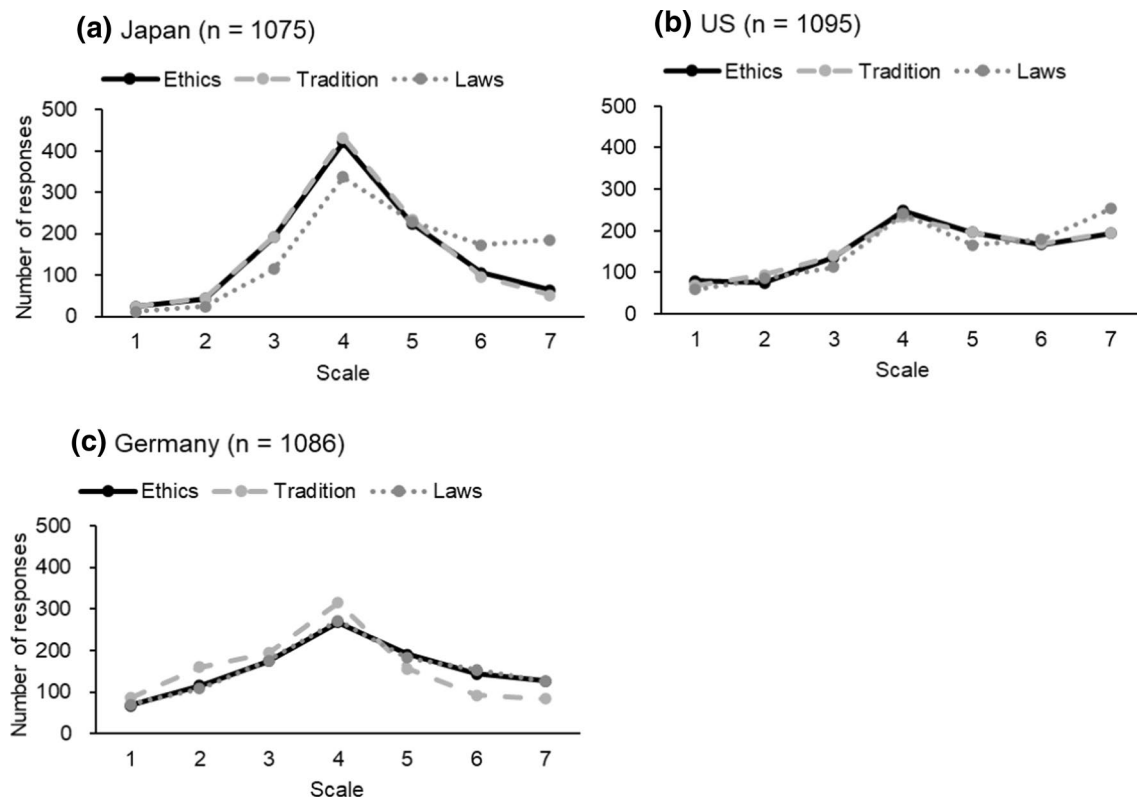 (a) Japan (n = 1075)
Ethics Tradition Laws
500
400
300
200
100
0
Number of responses
1 2 3 4 5 6 7
Scale
(b) US (n = 1095)
Ethics Tradition Laws
500
400
300
200
100
0
1 2 3 4 5 6 7
Scale
(c) Germany (n = 1086)
Ethics Tradition Laws
500
400
300
200
100
0
Number of responses
1 2 3 4 5 6 7
Scale